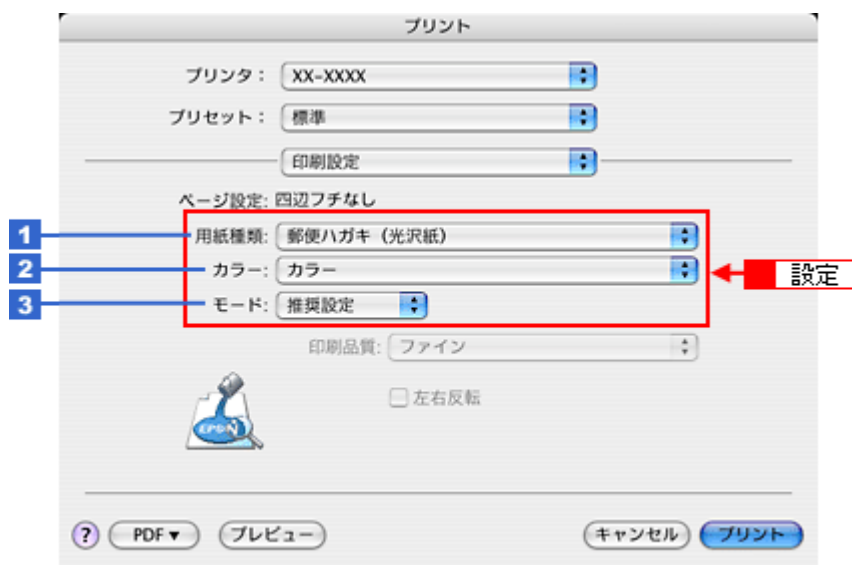 プリント
プリンタ： XX-XXXX
プリセット： 標準
印刷設定
ページ設定: 四辺フチなし
1 用紙種類: 郵便ハガキ（光沢紙）
2 カラー: カラー
設定
3 モード: 推奨設定
印刷品質: ファイン
左右反転
EPSON
? PDF▼ プレビュー キャンセル プリント